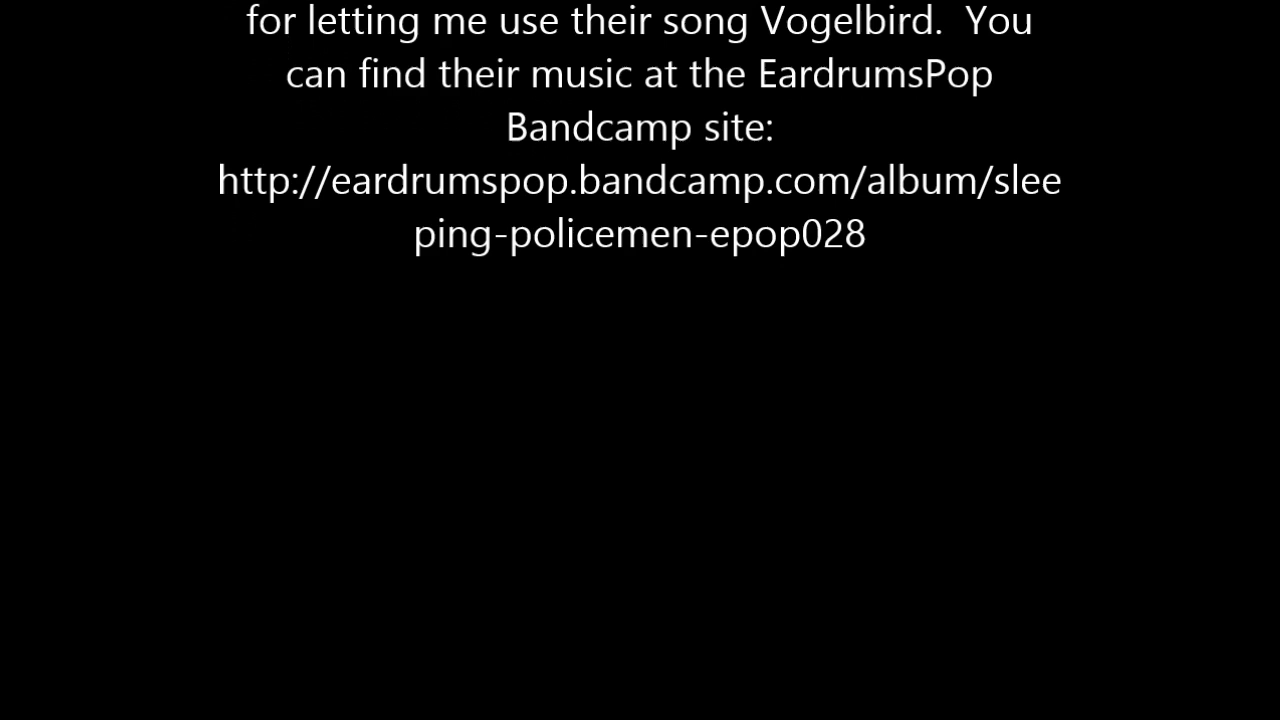 for letting me use their song Vogelbird.  You
can find their music at the EardrumsPop
Bandcamp site:
http://eardrumspop.bandcamp.com/album/slee
ping-policemen-epop028